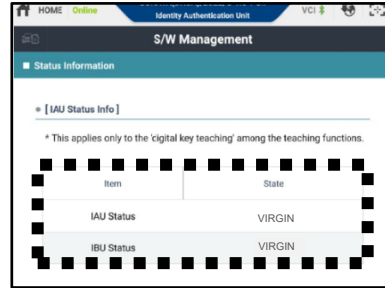 HOME Online
Identity Authentication Unit
VCI
S/W Management
Status Information
[ IAU Status Info ]
* This applies only to the 'cigital key teaching' among the teaching functions.
Item State
IAU Status VIRGIN
IBU Status VIRGIN